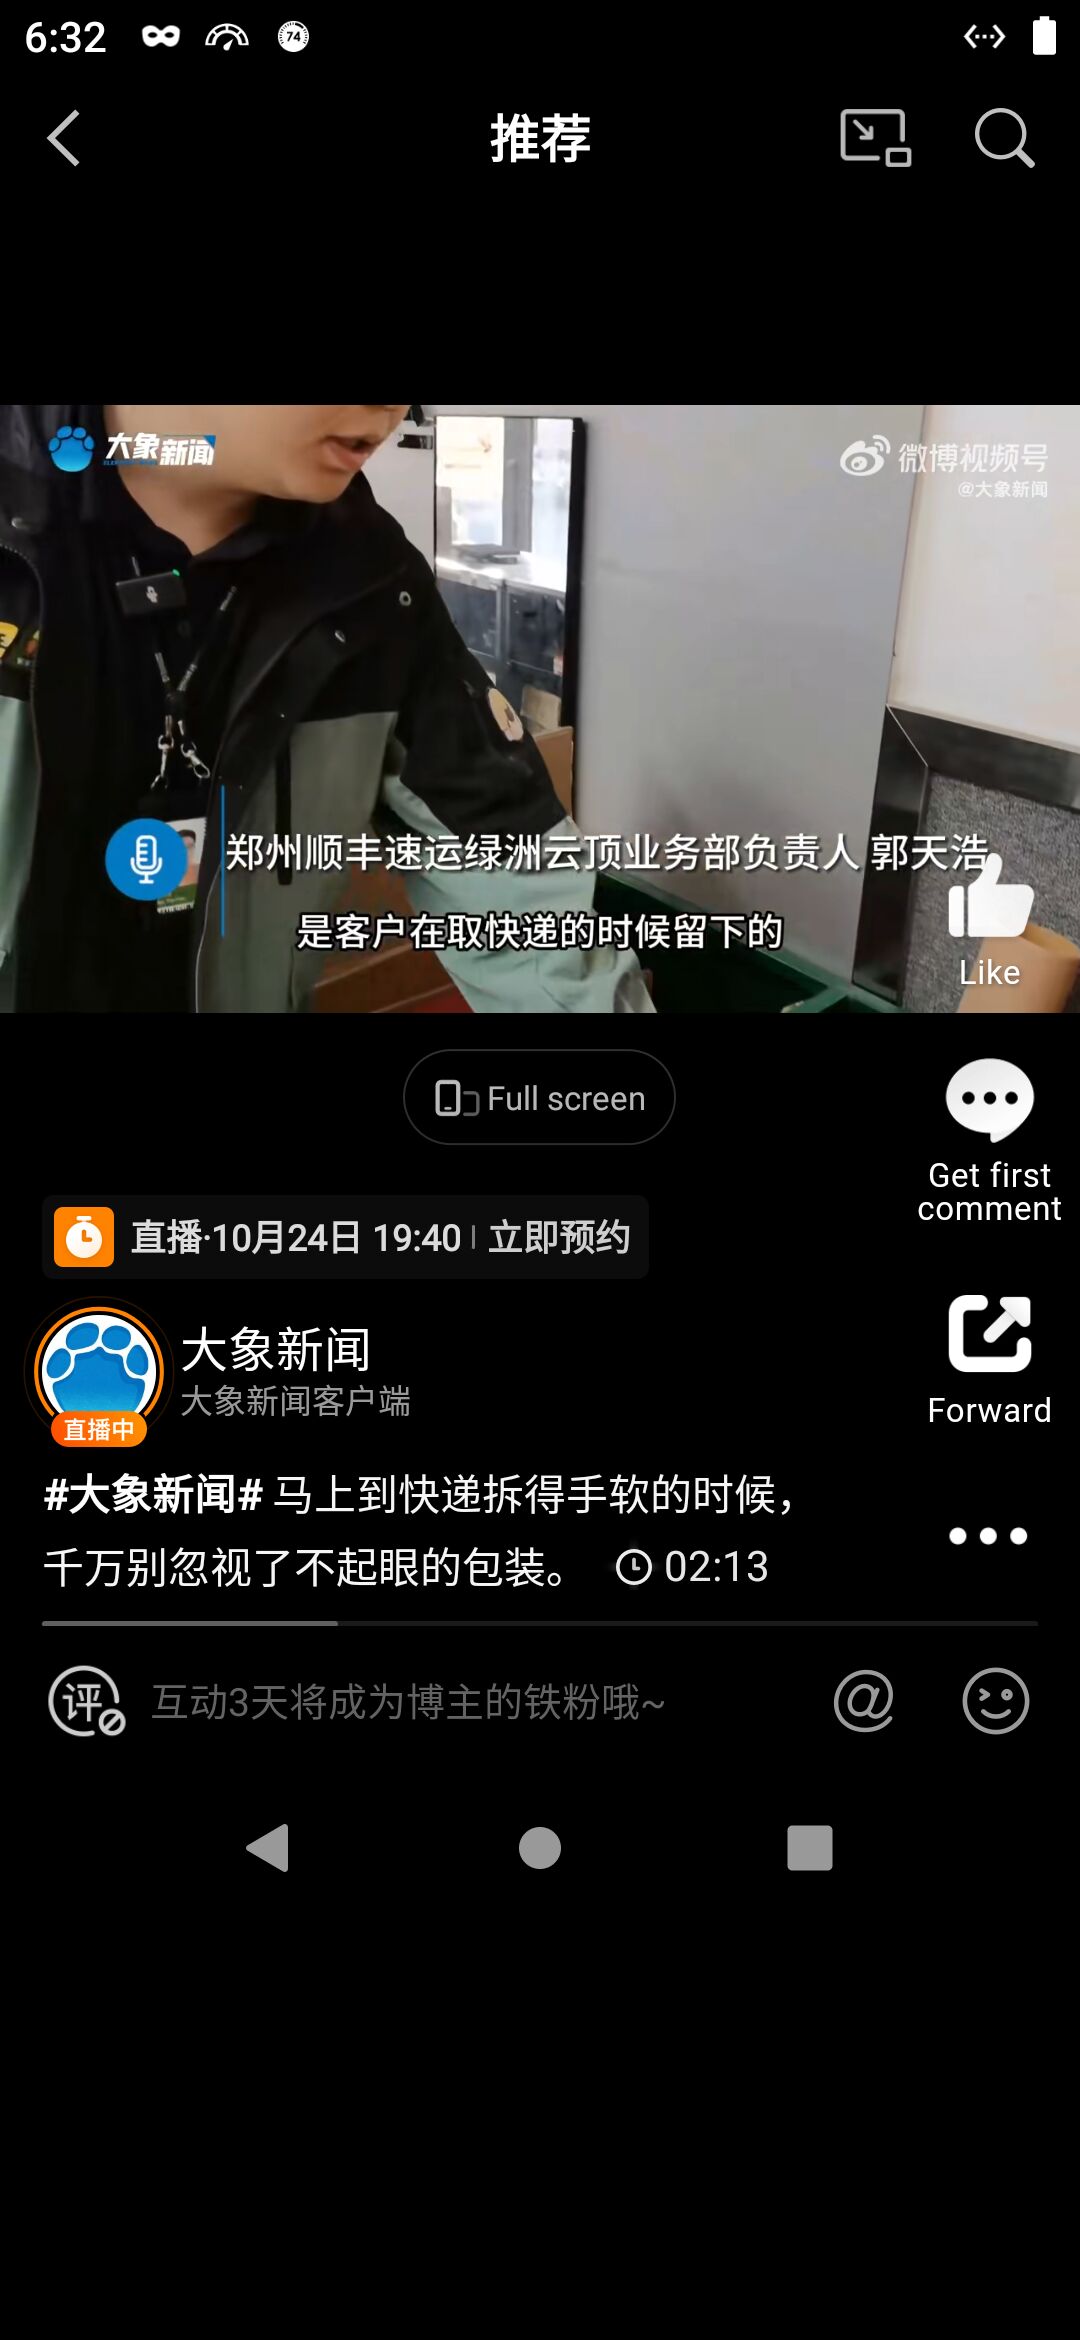 6:32
74
推荐
大象新闻
微博视频号
@大象新闻
郑州顺丰速运绿洲云顶业务部负责人 郭天浩
是客户在取快递的时候留下的
Like
Full screen
Get first
comment
直播·10月24日 19:40 | 立即预约
大象新闻
大象新闻客户端
直播中
Forward
#大象新闻# 马上到快递拆得手软的时候，
千万别忽视了不起眼的包装。 02:13
评
互动3天将成为博主的铁粉哦~
@